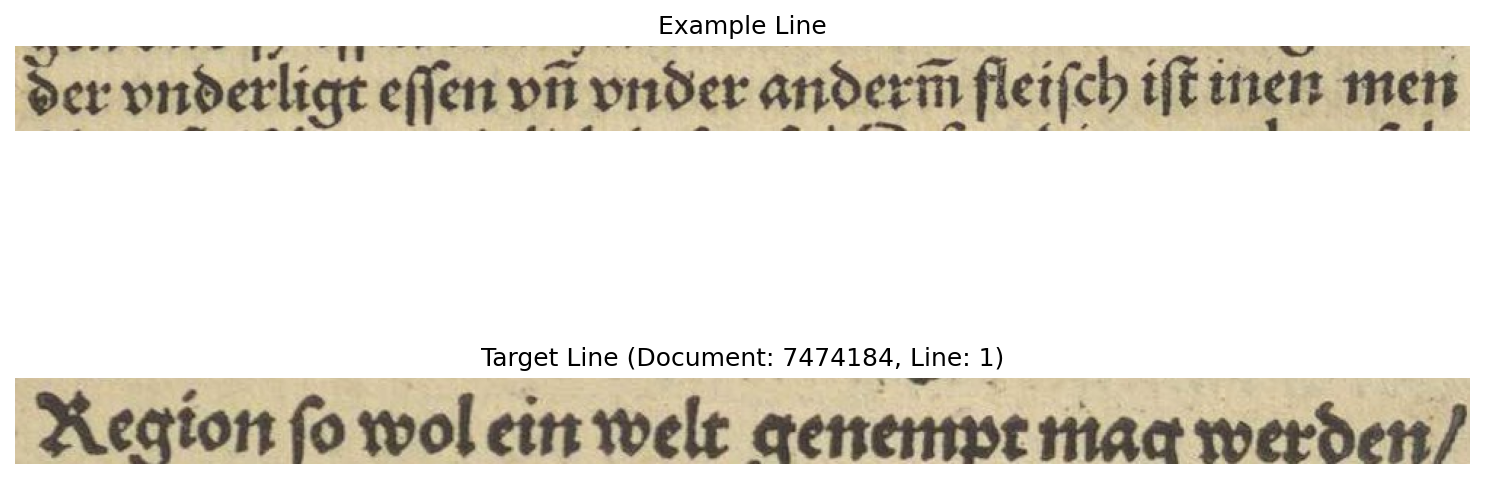 Example Line
der vnderligt essen vn̄ vnder anderm̄ fleisch ist inen men
Target Line (Document: 7474184, Line: 1)
Region so wol ein welt genempt mag werden/